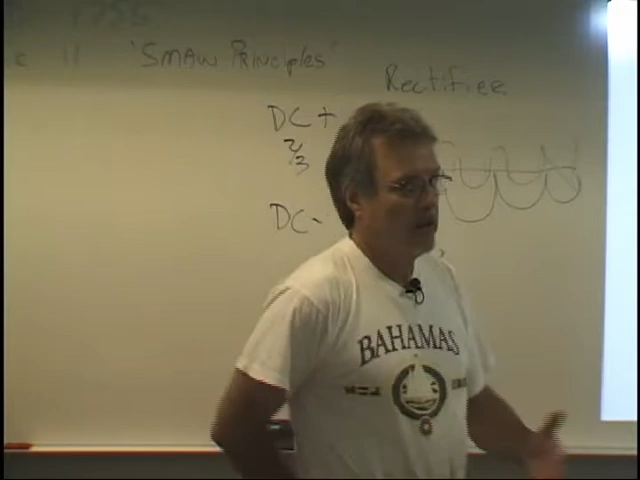 'SMAW PRinciples'
Rectifier
DC +
2/3
DC -
BAHAMAS